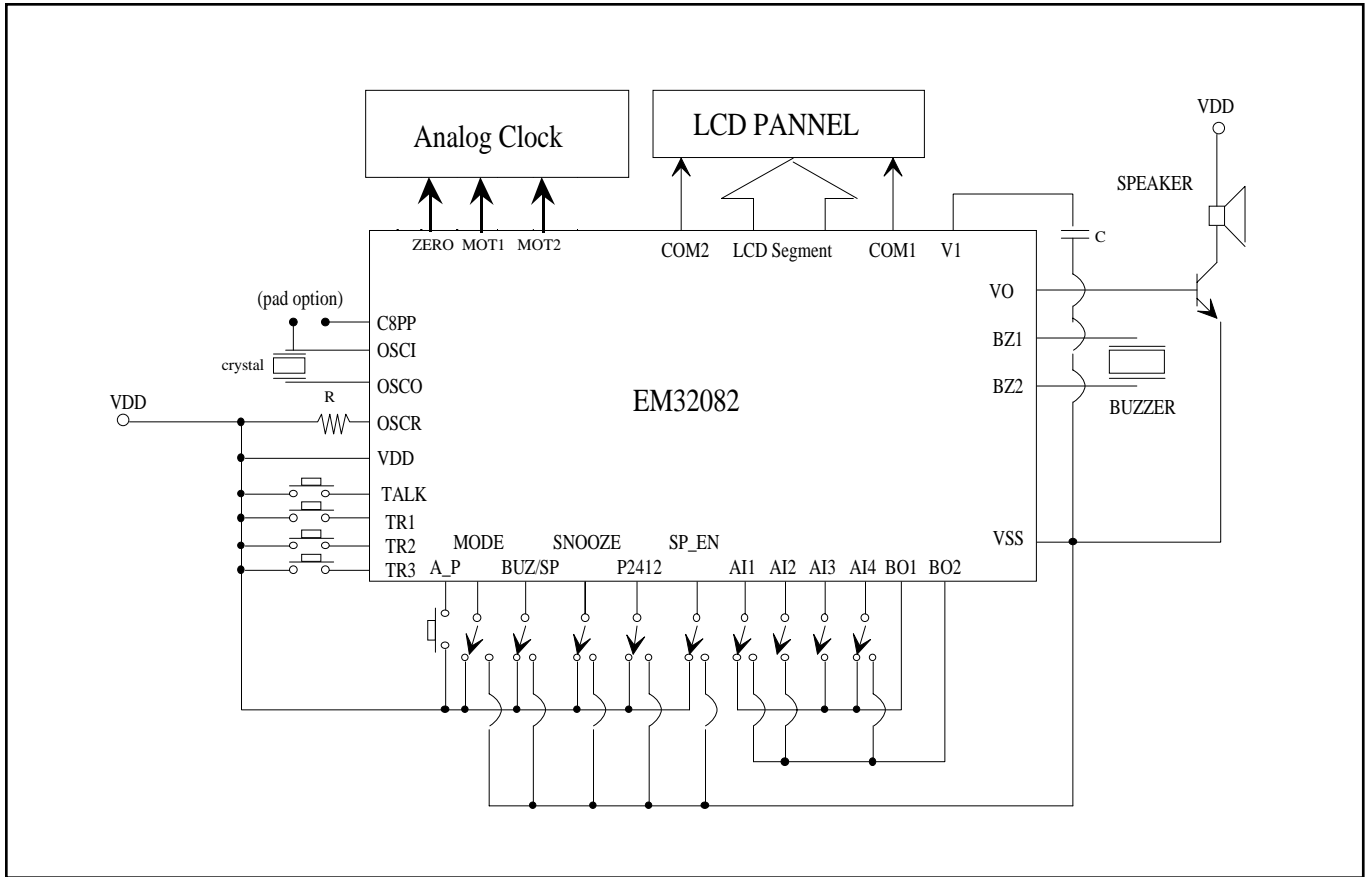 Analog Clock
LCD PANNEL
VDD
SPEAKER
ZERO MOT1 MOT2
COM2 LCD Segment COM1 V1
C
VO
(pad option)
C8PP
OSCI
crystal
OSCO
BZ1
BZ2
BUZZER
EM32082
VDD
R
OSCR
VDD
TALK
TR1
TR2
TR3
VSS
MODE SNOOZE SP_EN
A_P BUZ/SP P2412 AI1 AI2 AI3 AI4 BO1 BO2